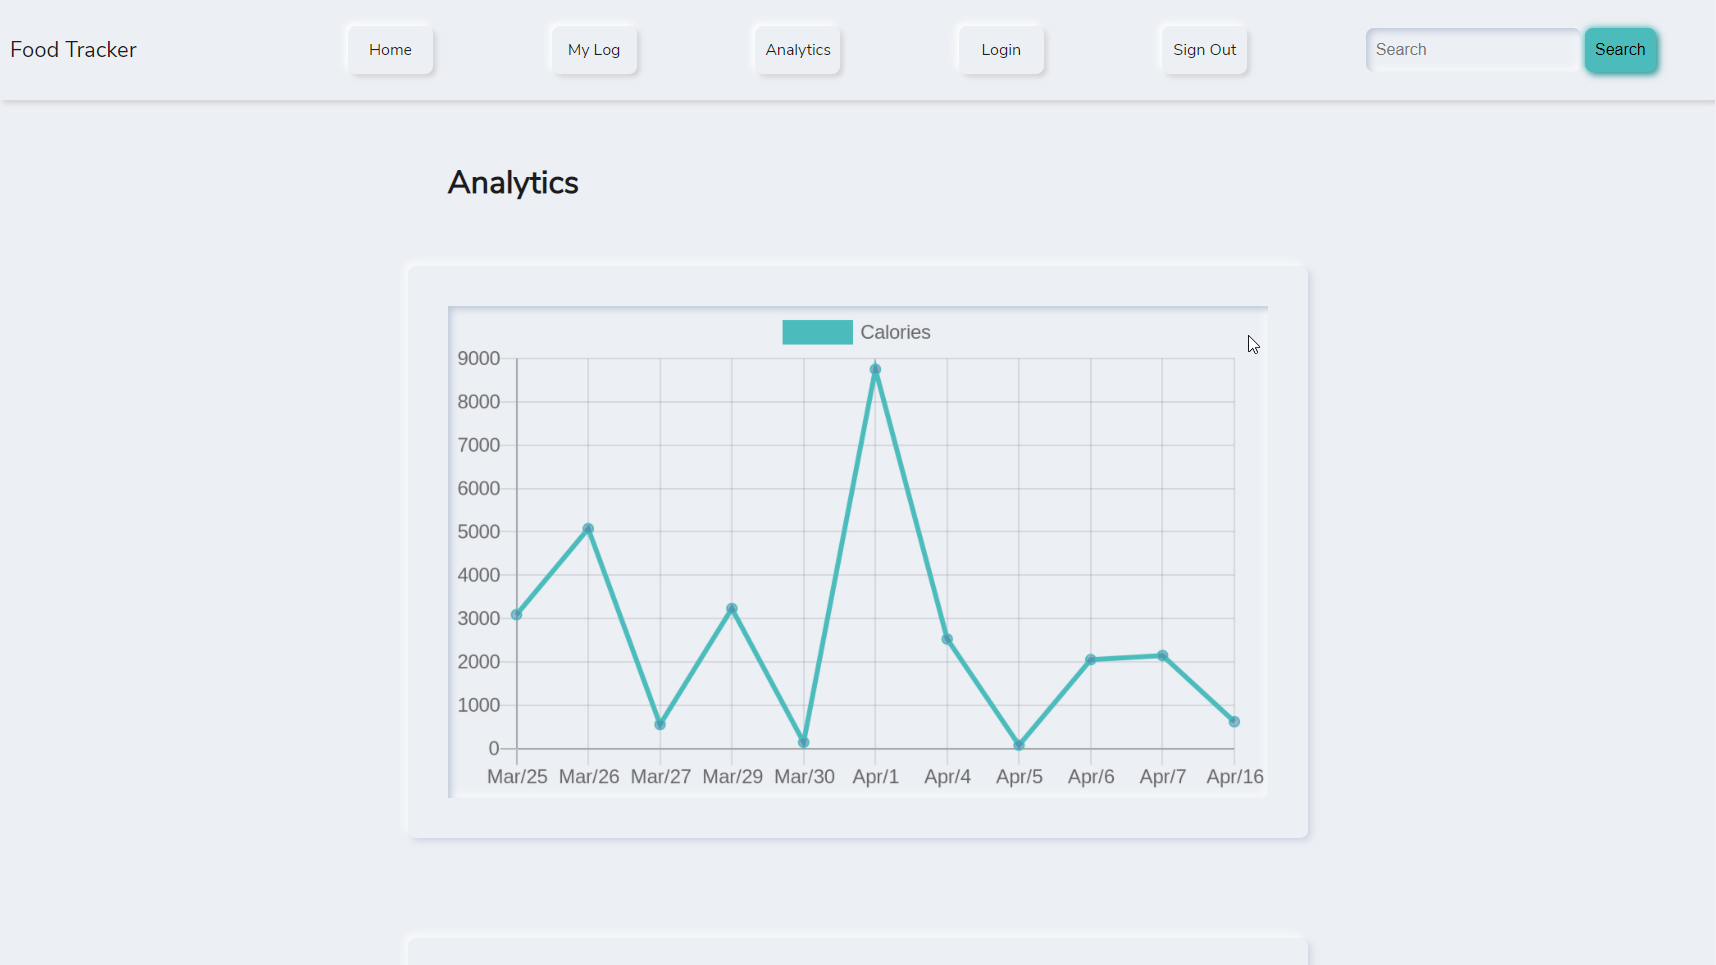 Food Tracker
Home
My Log
Analytics
Login
Sign Out
Search
Search
Analytics
Calories
9000
8000
7000
6000
5000
4000
3000
2000
1000
0
Mar/25 Mar/26 Mar/27 Mar/29 Mar/30 Apr/1 Apr/4 Apr/5 Apr/6 Apr/7 Apr/16